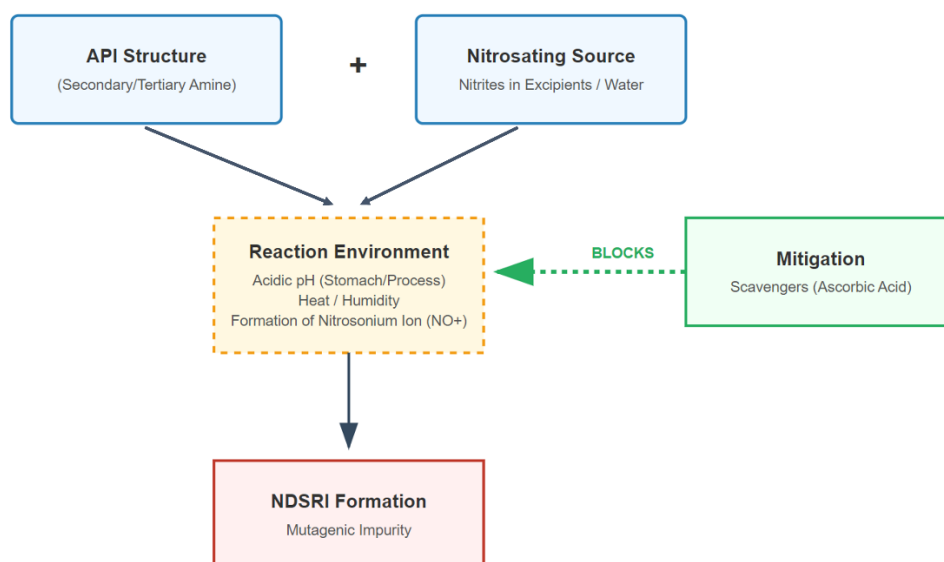 API Structure
(Secondary/Tertiary Amine)
+
Nitrosating Source
Nitrites in Excipients / Water
Reaction Environment
Acidic pH (Stomach/Process)
Heat / Humidity
Formation of Nitrosonium Ion (NO+)
BLOCKS
Mitigation
Scavengers (Ascorbic Acid)
NDSRI Formation
Mutagenic Impurity